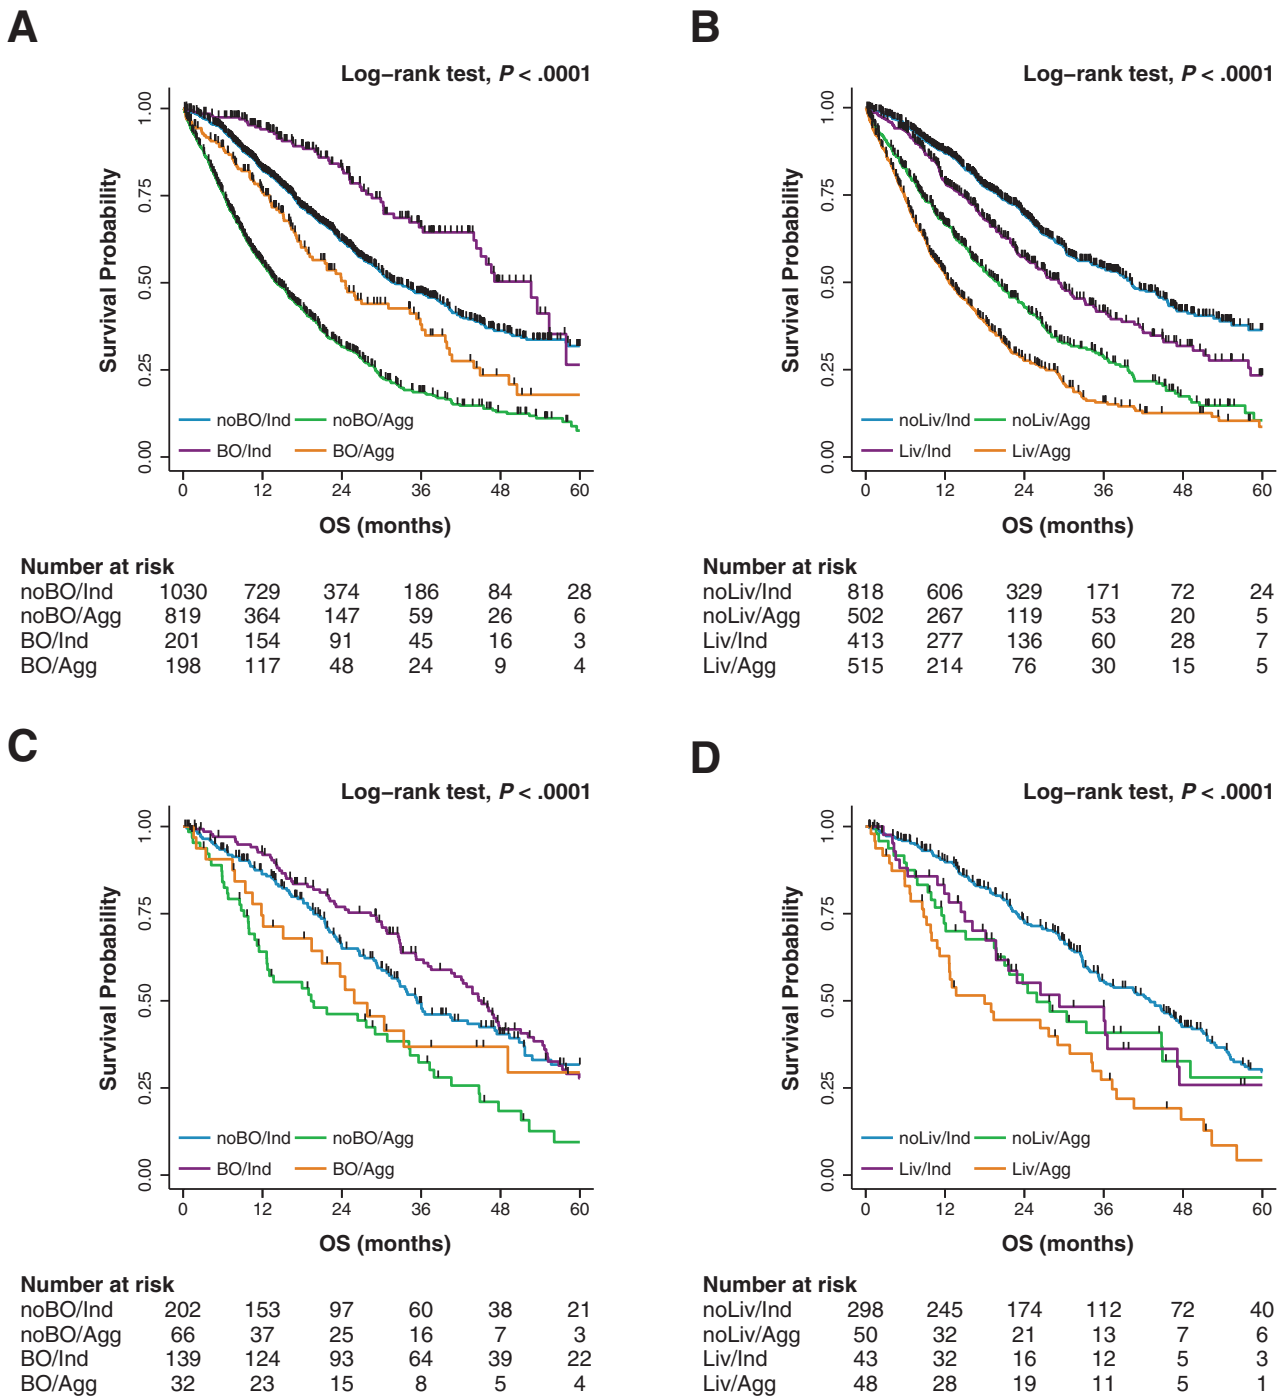 A
Log–rank test, P < .0001
Survival Probability
1.00
0.75
0.50
0.25
0.00
noBO/Ind noBO/Agg
BO/Ind BO/Agg
0 12 24 36 48 60
OS (months)
Number at risk
noBO/Ind 1030 729 374 186 84 28
noBO/Agg 819 364 147 59 26 6
BO/Ind 201 154 91 45 16 3
BO/Agg 198 117 48 24 9 4
B
Log–rank test, P < .0001
Survival Probability
1.00
0.75
0.50
0.25
0.00
noLiv/Ind noLiv/Agg
Liv/Ind Liv/Agg
0 12 24 36 48 60
OS (months)
Number at risk
noLiv/Ind 818 606 329 171 72 24
noLiv/Agg 502 267 119 53 20 5
Liv/Ind 413 277 136 60 28 7
Liv/Agg 515 214 76 30 15 5
C
Log–rank test, P < .0001
Survival Probability
1.00
0.75
0.50
0.25
0.00
noBO/Ind noBO/Agg
BO/Ind BO/Agg
0 12 24 36 48 60
OS (months)
Number at risk
noBO/Ind 202 153 97 60 38 21
noBO/Agg 66 37 25 16 7 3
BO/Ind 139 124 93 64 39 22
BO/Agg 32 23 15 8 5 4
D
Log–rank test, P < .0001
Survival Probability
1.00
0.75
0.50
0.25
0.00
noLiv/Ind noLiv/Agg
Liv/Ind Liv/Agg
0 12 24 36 48 60
OS (months)
Number at risk
noLiv/Ind 298 245 174 112 72 40
noLiv/Agg 50 32 21 13 7 6
Liv/Ind 43 32 16 12 5 3
Liv/Agg 48 28 19 11 5 1